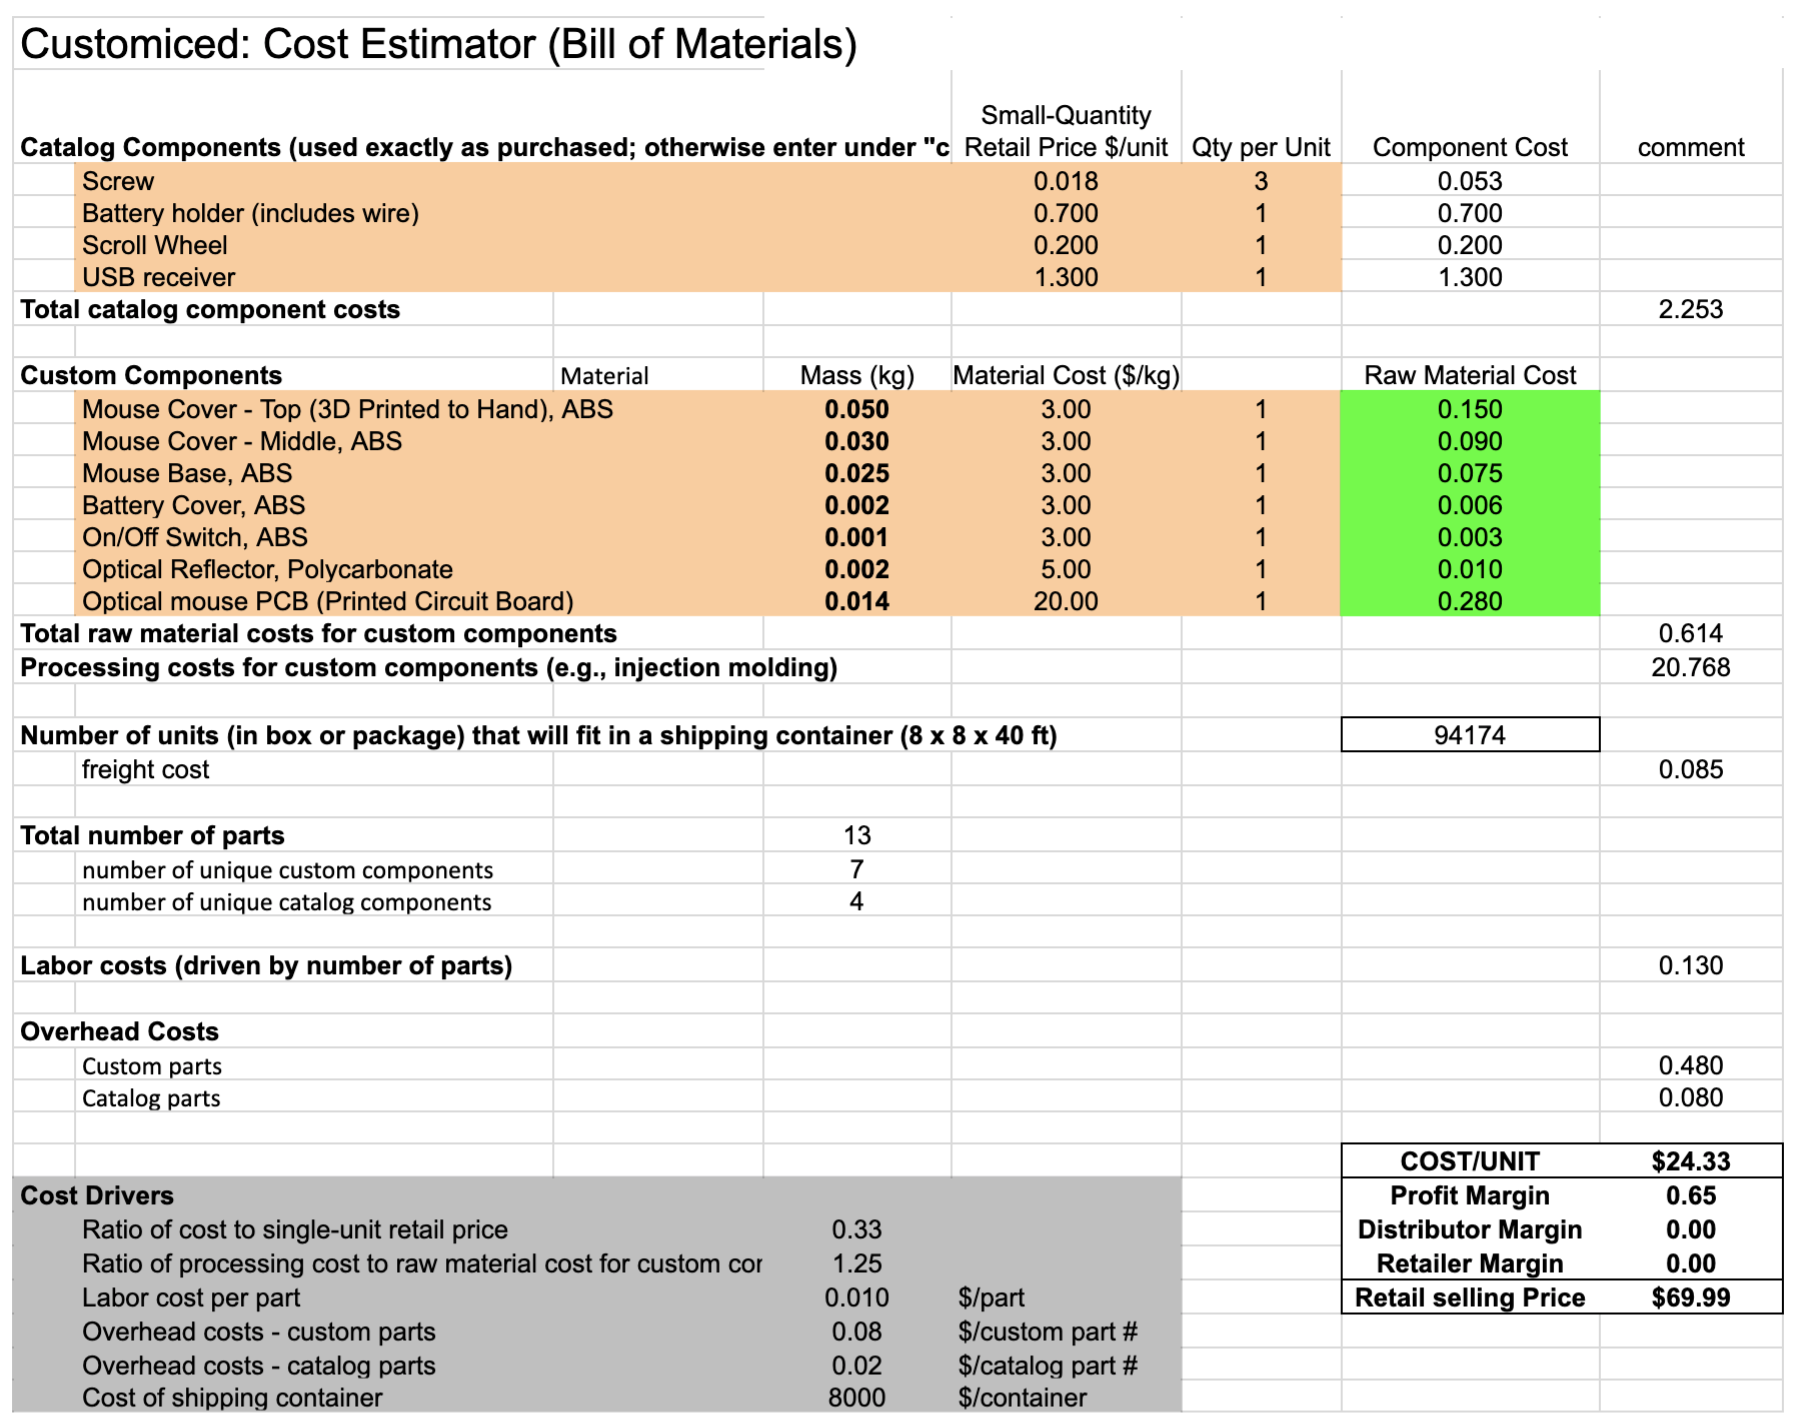 Customiced: Cost Estimator (Bill of Materials)
Catalog Components (used exactly as purchased; otherwise enter under "c Small-Quantity Retail Price $/unit Qty per Unit Component Cost comment
Screw 0.018 3 0.053
Battery holder (includes wire) 0.700 1 0.700
Scroll Wheel 0.200 1 0.200
USB receiver 1.300 1 1.300
Total catalog component costs 2.253
Custom Components Material Mass (kg) Material Cost ($/kg) Raw Material Cost
Mouse Cover - Top (3D Printed to Hand), ABS 0.050 3.00 1 0.150
Mouse Cover - Middle, ABS 0.030 3.00 1 0.090
Mouse Base, ABS 0.025 3.00 1 0.075
Battery Cover, ABS 0.002 3.00 1 0.006
On/Off Switch, ABS 0.001 3.00 1 0.003
Optical Reflector, Polycarbonate 0.002 5.00 1 0.010
Optical mouse PCB (Printed Circuit Board) 0.014 20.00 1 0.280
Total raw material costs for custom components 0.614
Processing costs for custom components (e.g., injection molding) 20.768
Number of units (in box or package) that will fit in a shipping container (8 x 8 x 40 ft) 94174
freight cost 0.085
Total number of parts 13
number of unique custom components 7
number of unique catalog components 4
Labor costs (driven by number of parts) 0.130
Overhead Costs
Custom parts 0.480
Catalog parts 0.080
COST/UNIT $24.33
Cost Drivers Profit Margin 0.65
Ratio of cost to single-unit retail price 0.33 Distributor Margin 0.00
Ratio of processing cost to raw material cost for custom cor 1.25 Retailer Margin 0.00
Labor cost per part 0.010 $/part Retail selling Price $69.99
Overhead costs - custom parts 0.08 $/custom part #
Overhead costs - catalog parts 0.02 $/catalog part #
Cost of shipping container 8000 $/container